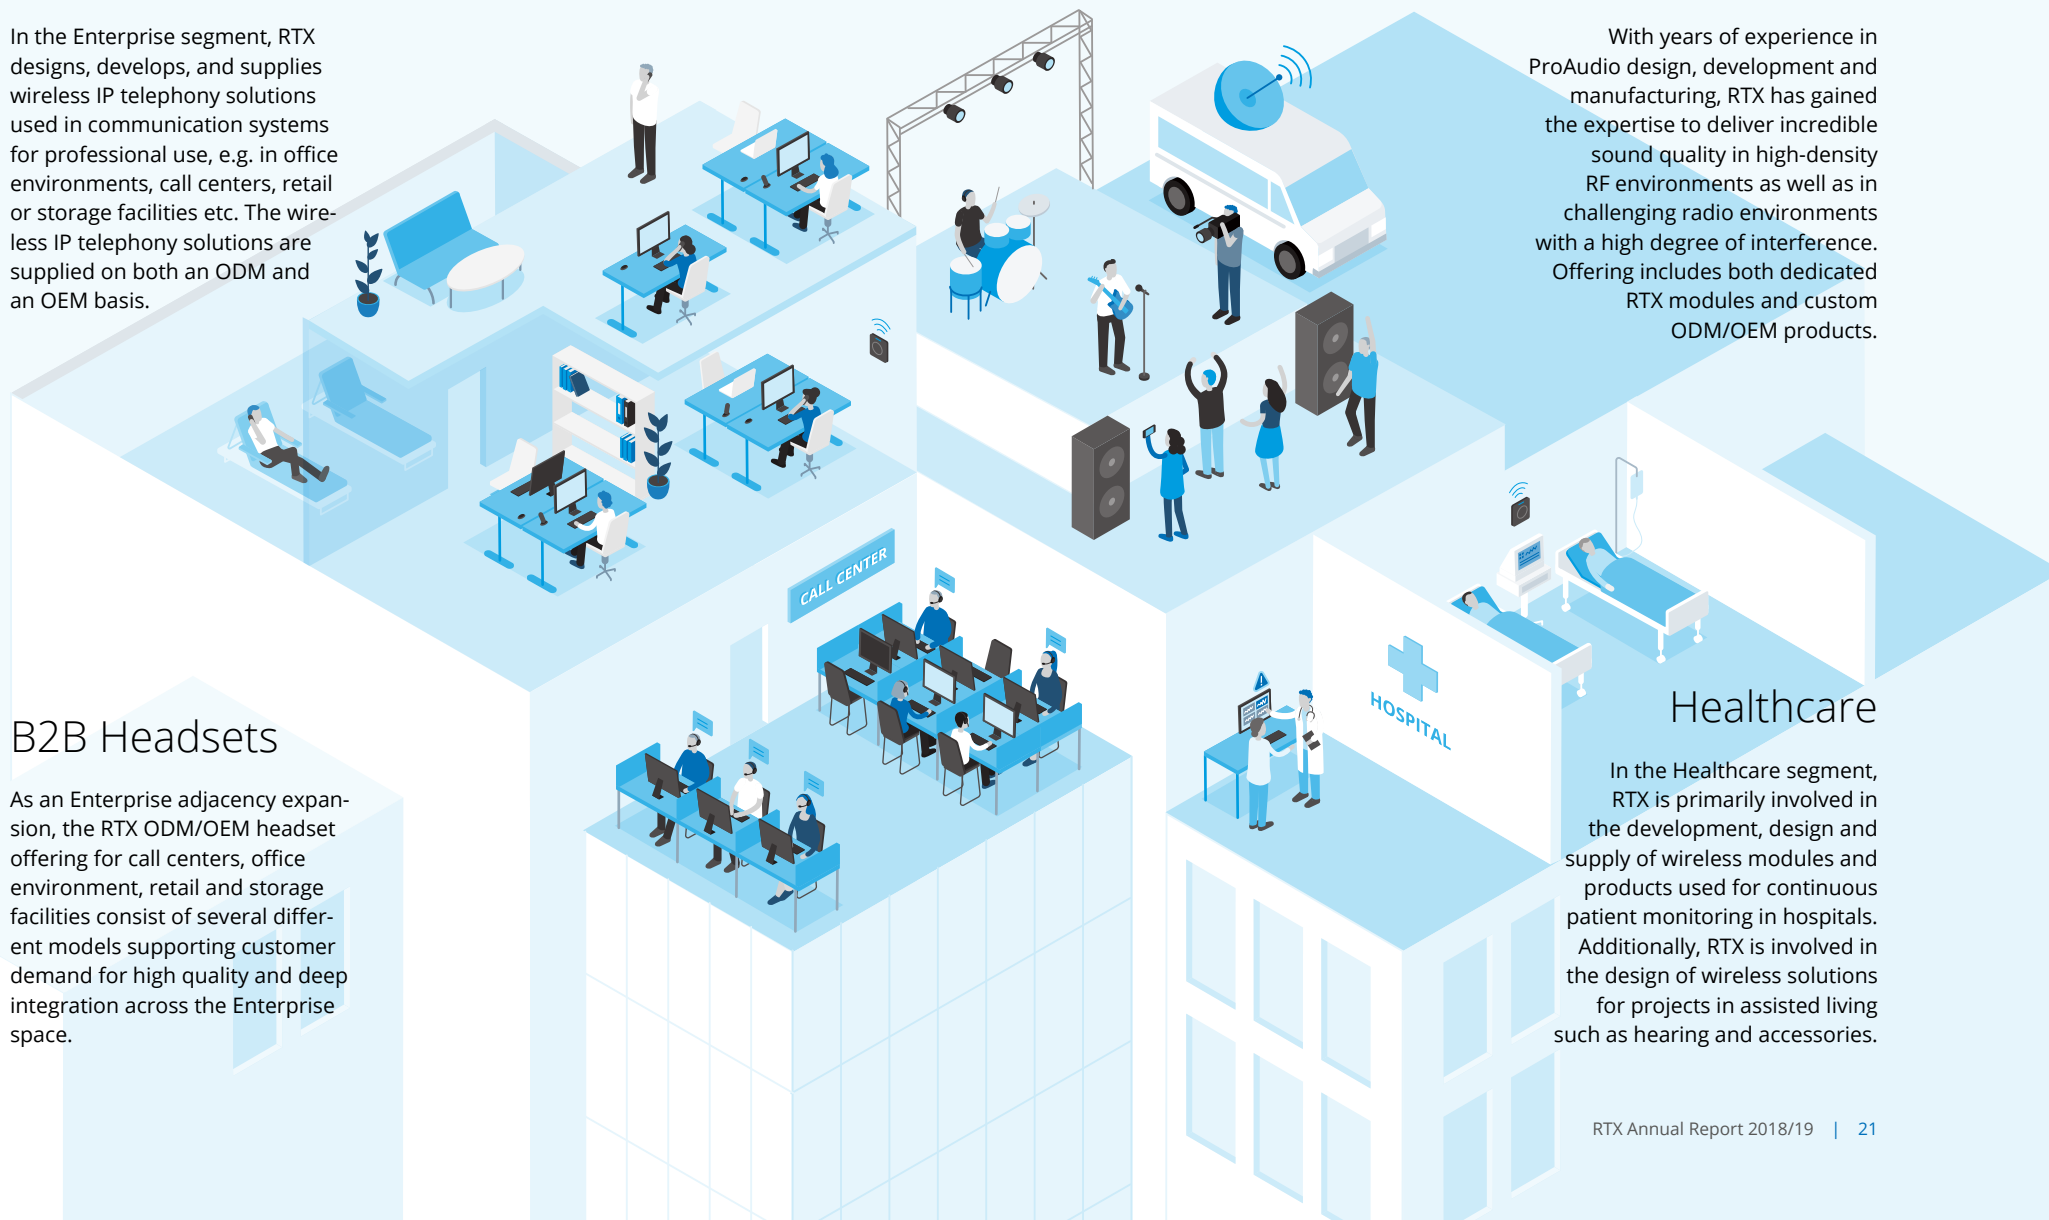 In the Enterprise segment, RTX
designs, develops, and supplies
wireless IP telephony solutions
used in communication systems
for professional use, e.g. in office
environments, call centers, retail
or storage facilities etc. The wire-
less IP telephony solutions are
supplied on both an ODM and
an OEM basis.
With years of experience in
ProAudio design, development and
manufacturing, RTX has gained
the expertise to deliver incredible
sound quality in high-density
RF environments as well as in
challenging radio environments
with a high degree of interference.
Offering includes both dedicated
RTX modules and custom
ODM/OEM products.
CALL CENTER
HOSPITAL
B2B Headsets
As an Enterprise adjacency expan-
sion, the RTX ODM/OEM headset
offering for call centers, office
environment, retail and storage
facilities consist of several differ-
ent models supporting customer
demand for high quality and deep
integration across the Enterprise
space.
Healthcare
In the Healthcare segment,
RTX is primarily involved in
the development, design and
supply of wireless modules and
products used for continuous
patient monitoring in hospitals.
Additionally, RTX is involved in
the design of wireless solutions
for projects in assisted living
such as hearing and accessories.
RTX Annual Report 2018/19 | 21